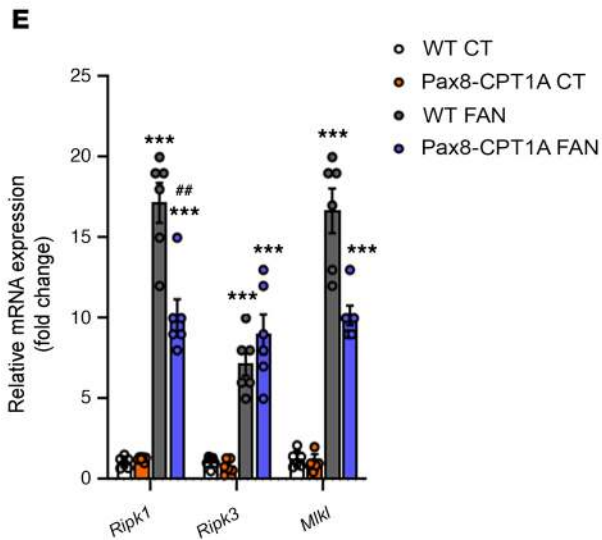 E
WT CT
Pax8-CPT1A CT
WT FAN
Pax8-CPT1A FAN
Relative mRNA expression
(fold change)
25
20
15
10
5
0
***
##
***
***
***
***
***
Ripk1
Ripk3
Mlkl